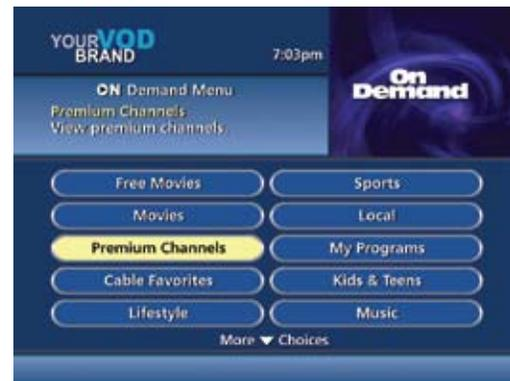 YOUR VOD
BRAND
7:03pm
On
Demand
ON Demand Menu
Premium Channels
View premium channels.
Free Movies
Sports
Movies
Local
Premium Channels
My Programs
Cable Favorites
Kids & Teens
Lifestyle
Music
More ▼ Choices